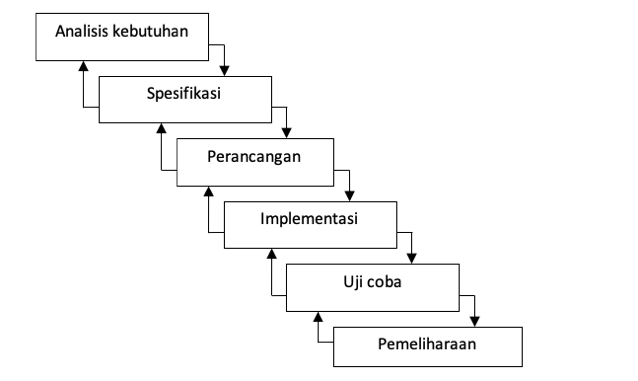 Analisis kebutuhan
Spesifikasi
Perancangan
Implementasi
Uji coba
Pemeliharaan